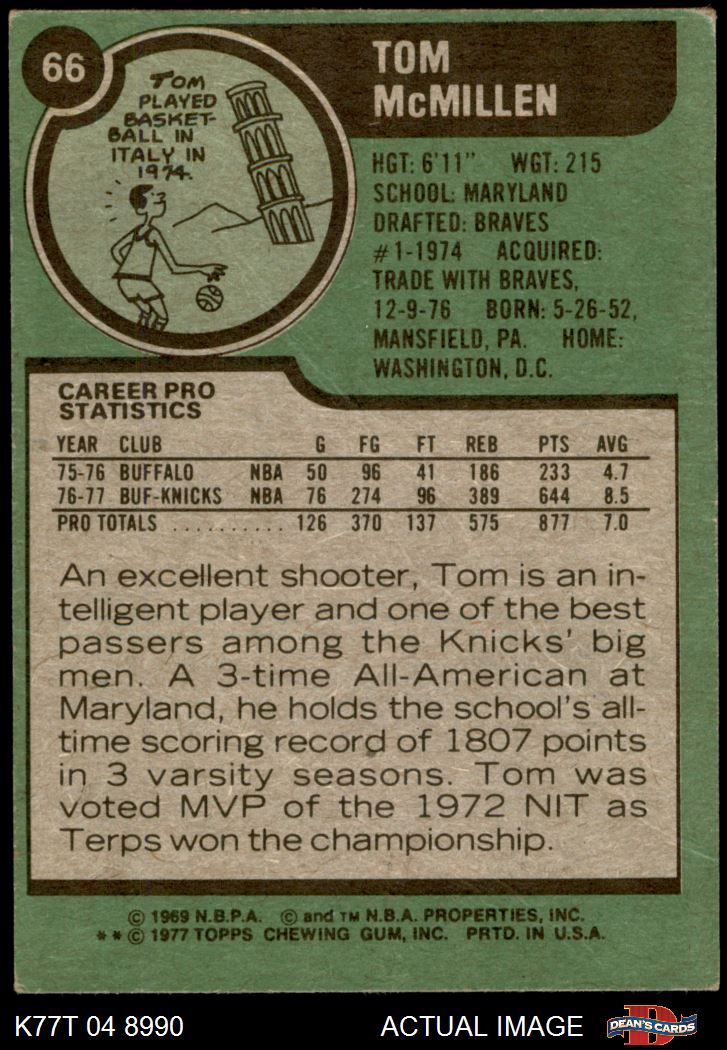 66
TOM
PLAYED
BASKET-
BALL IN
ITALY IN
1974.
TOM
McMILLEN
HGT: 6'11" WGT: 215
SCHOOL: MARYLAND
DRAFTED: BRAVES
#1-1974 ACQUIRED:
TRADE WITH BRAVES,
12-9-76 BORN: 5-26-52,
MANSFIELD, PA. HOME:
WASHINGTON, D.C.
CAREER PRO
STATISTICS
YEAR CLUB G FG FT REB PTS AVG
75-76 BUFFALO NBA 50 96 41 186 233 4.7
76-77 BUF-KNICKS NBA 76 274 96 389 644 8.5
PRO TOTALS .......... 126 370 137 575 877 7.0
An excellent shooter, Tom is an in-
telligent player and one of the best
passers among the Knicks' big
men. A 3-time All-American at
Maryland, he holds the school's all-
time scoring record of 1807 points
in 3 varsity seasons. Tom was
voted MVP of the 1972 NIT as
Terps won the championship.
© 1969 N.B.P.A. © and TM N.B.A. PROPERTIES, INC.
* * © 1977 TOPPS CHEWING GUM, INC. PRTD. IN U.S.A.
K77T 04 8990 ACTUAL IMAGE D DEAN'S CARDS